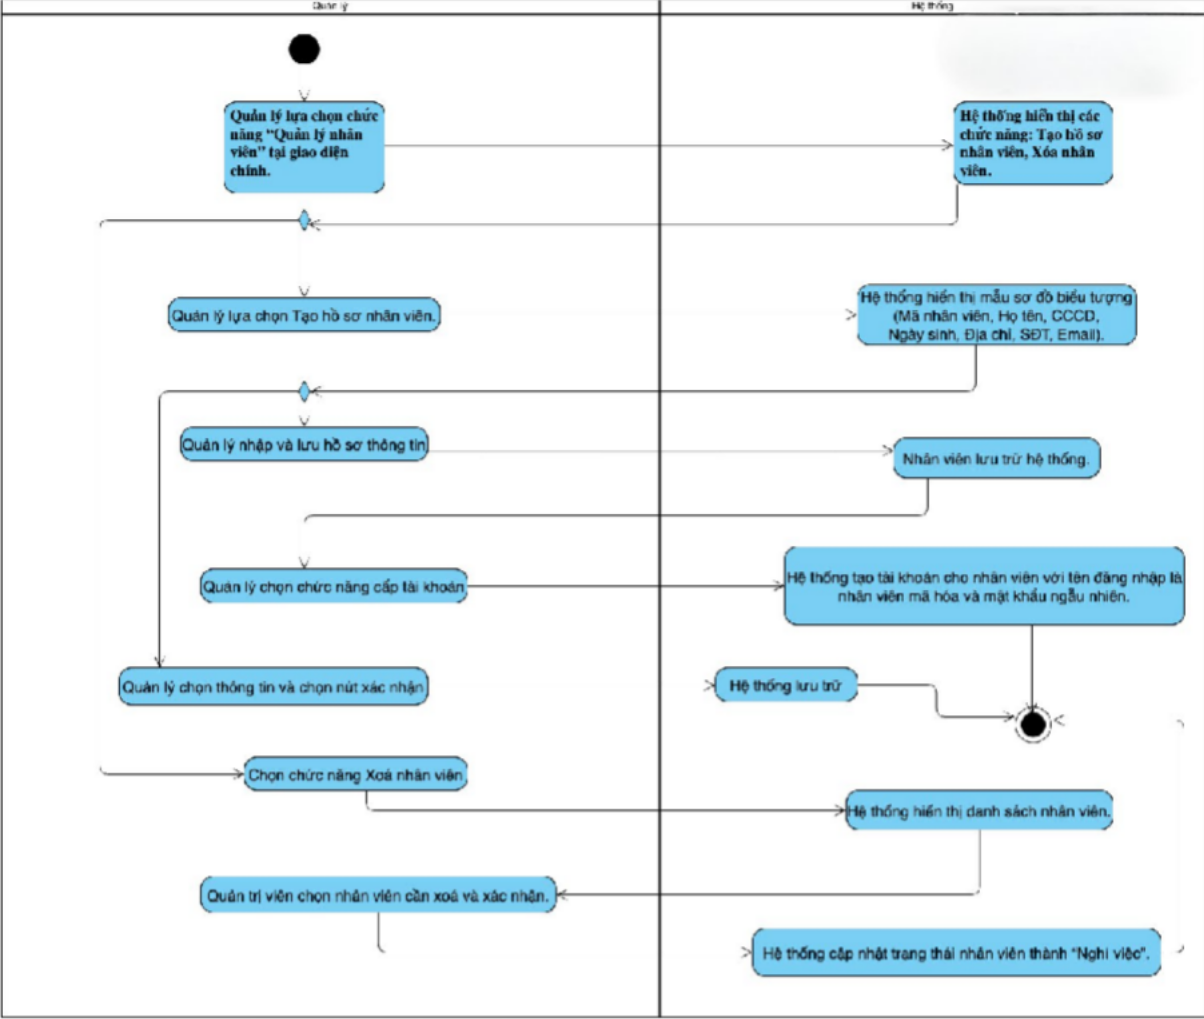 Quản lý
Hệ thống
Quản lý lựa chọn chức
năng “Quản lý nhân
viên” tại giao diện
chính.
Hệ thống hiển thị các
chức năng: Tạo hồ sơ
nhân viên, Xóa nhân
viên.
Quản lý lựa chọn Tạo hồ sơ nhân viên.
Hệ thống hiển thị mẫu sơ đồ biểu tượng
(Mã nhân viên, Họ tên, CCCD,
Ngày sinh, Địa chỉ, SĐT, Email).
Quản lý nhập và lưu hồ sơ thông tin
Nhân viên lưu trữ hệ thống.
Quản lý chọn chức năng cấp tài khoản
Hệ thống tạo tài khoản cho nhân viên với tên đăng nhập là
nhân viên mã hóa và mật khẩu ngẫu nhiên.
Quản lý chọn thông tin và chọn nút xác nhận
Hệ thống lưu trữ
Chọn chức năng Xoá nhân viên
Hệ thống hiển thị danh sách nhân viên.
Quản trị viên chọn nhân viên cần xoá và xác nhận.
Hệ thống cập nhật trạng thái nhân viên thành "Nghỉ việc".